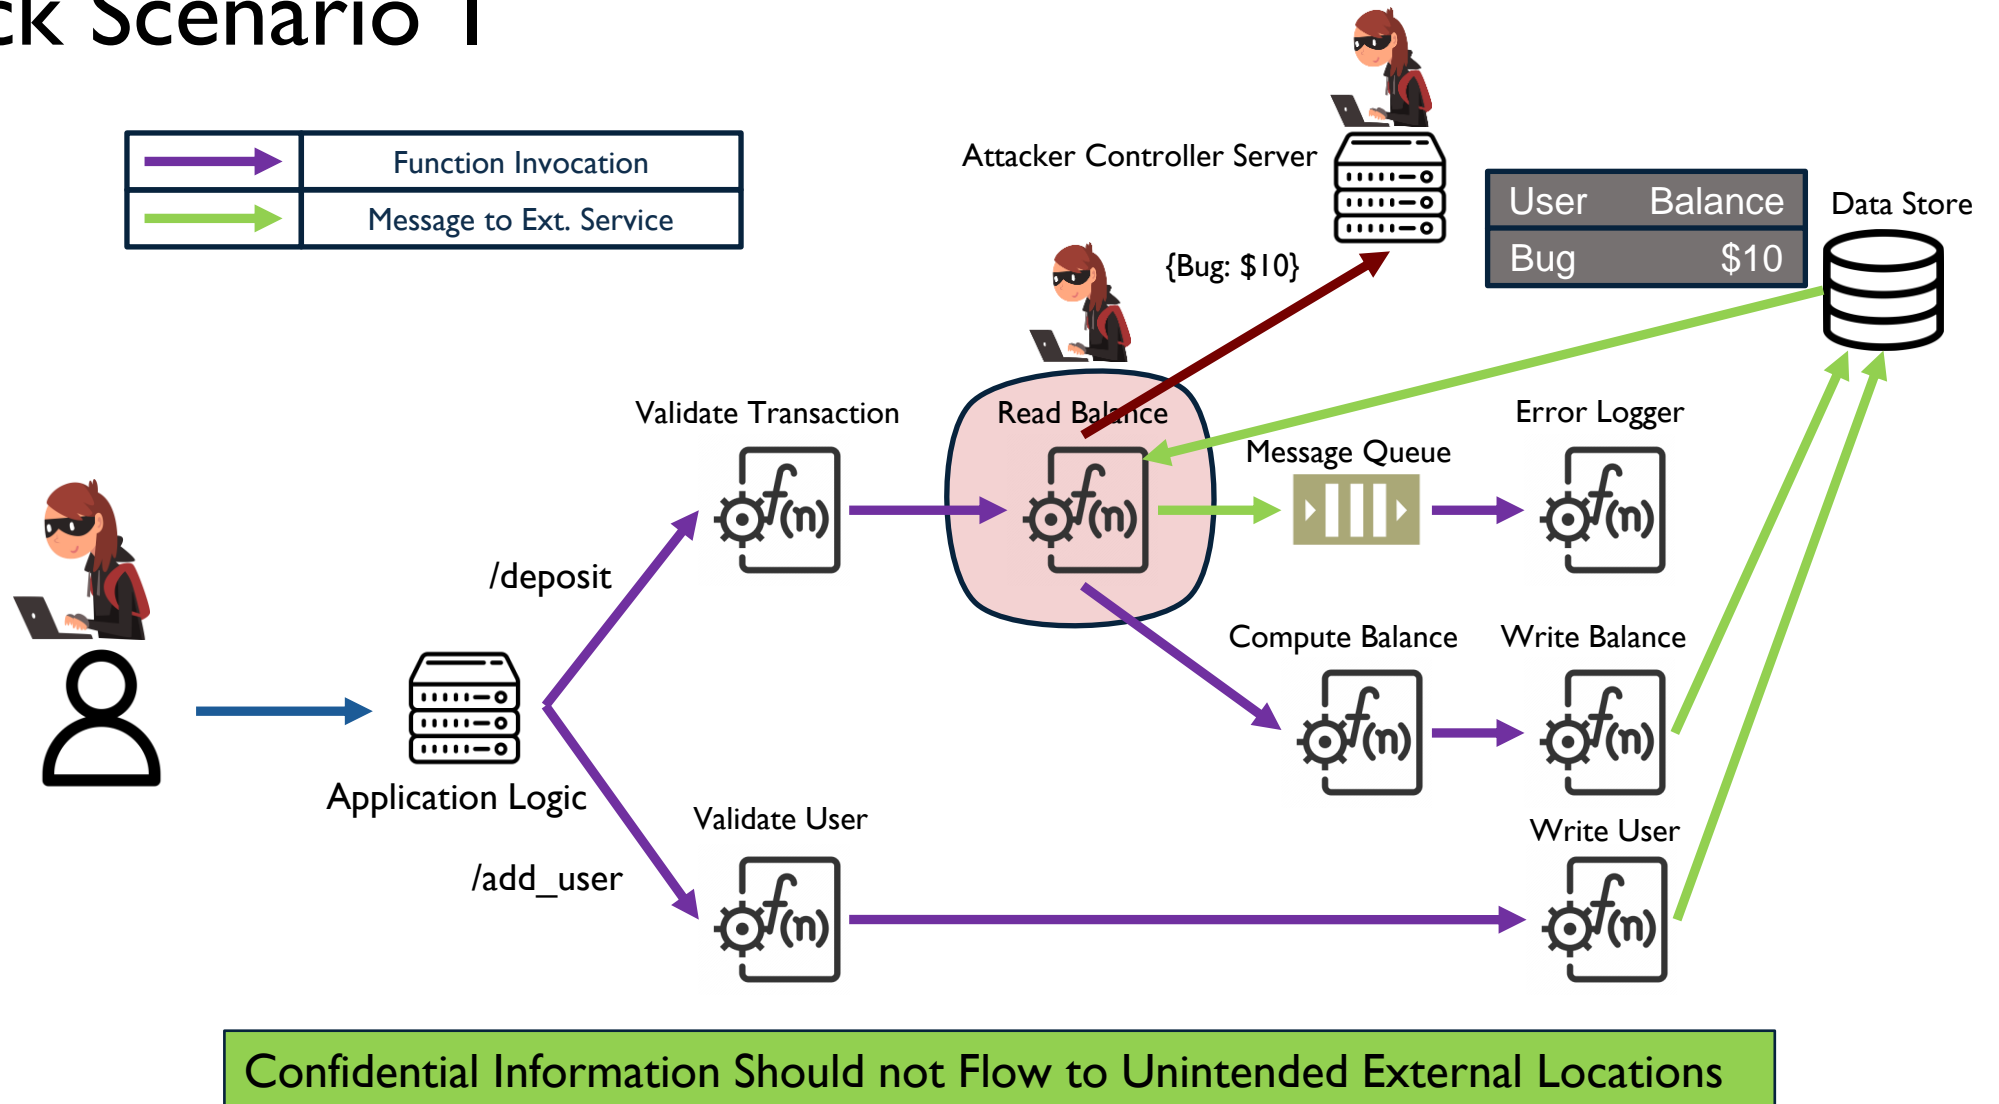 ck Scenario 1
Function Invocation
Message to Ext. Service
Attacker Controller Server
User Balance
Bug $10
Data Store
{Bug: $10}
Validate Transaction
Read Balance
Message Queue
Error Logger
f(n)
f(n)
f(n)
/deposit
Compute Balance
Write Balance
f(n)
f(n)
Application Logic
Validate User
Write User
/add_user
f(n)
f(n)
Confidential Information Should not Flow to Unintended External Locations